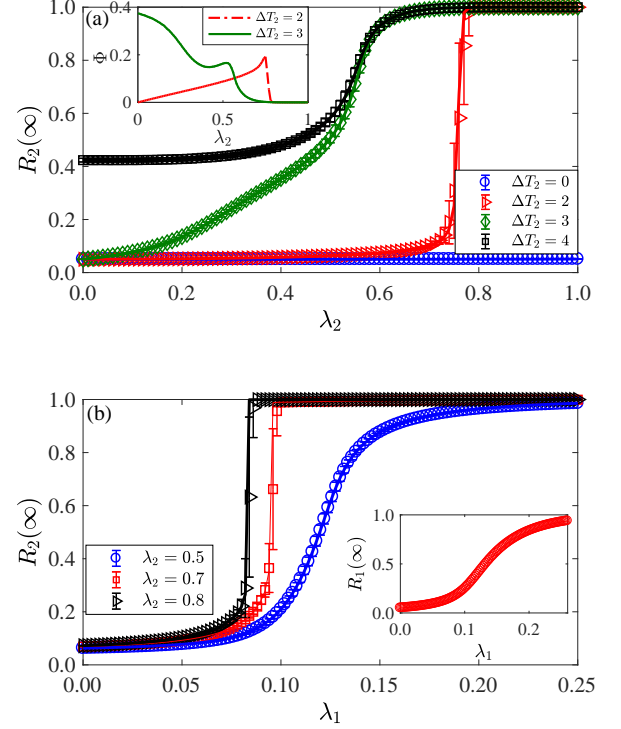 (a)
R₂(∞)
1.0
0.8
0.6
0.4
0.2
0.0
0.0 0.2 0.4 0.6 0.8 1.0
λ₂
Φ
0.4
0.2
0
0 0.5 1
λ₂
ΔT₂ = 2
ΔT₂ = 3
ΔT₂ = 0
ΔT₂ = 2
ΔT₂ = 3
ΔT₂ = 4
(b)
R₂(∞)
1.0
0.8
0.6
0.4
0.2
0.0
0.00 0.05 0.10 0.15 0.20 0.25
λ₁
λ₂ = 0.5
λ₂ = 0.7
λ₂ = 0.8
R₁(∞)
1.0
0.5
0.0
0.0 0.1 0.2
λ₁